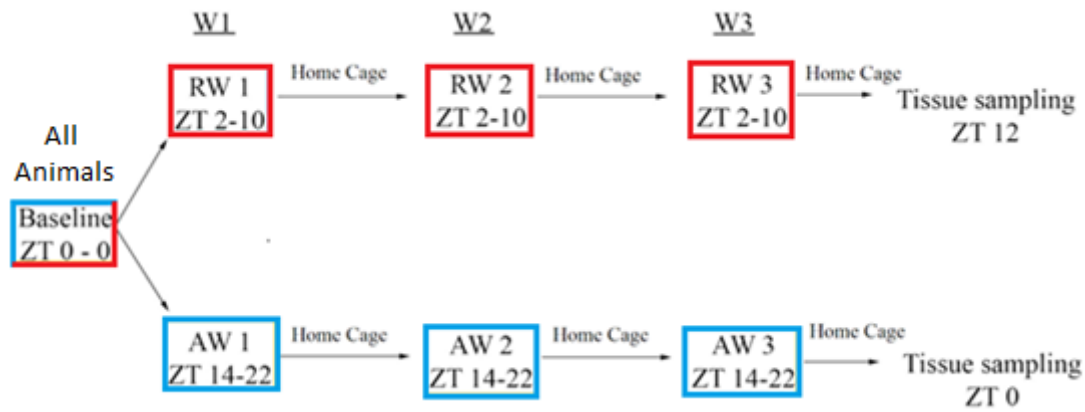 W1
W2
W3
RW 1
ZT 2-10
Home Cage
RW 2
ZT 2-10
Home Cage
RW 3
ZT 2-10
Home Cage
Tissue sampling
ZT 12
All
Animals
Baseline
ZT 0 - 0
AW 1
ZT 14-22
Home Cage
AW 2
ZT 14-22
Home Cage
AW 3
ZT 14-22
Home Cage
Tissue sampling
ZT 0